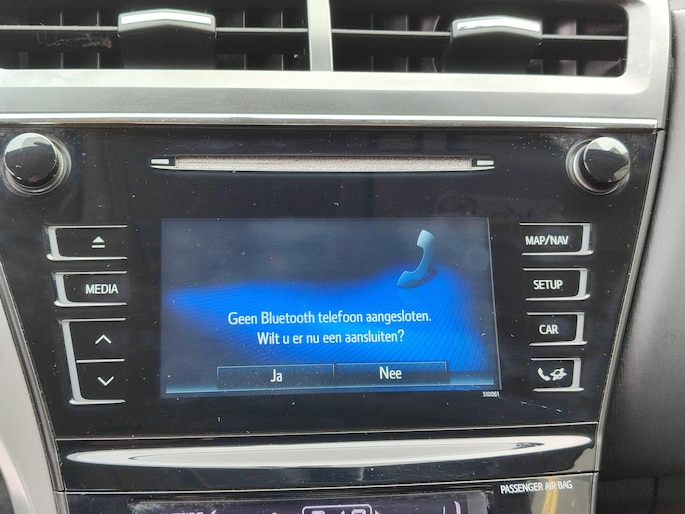 MAP/NAV
MEDIA
SETUP
Geen Bluetooth telefoon aangesloten.
Wilt u er nu een aansluiten?
CAR
Ja
Nee
510061
PASSENGER AIR BAG